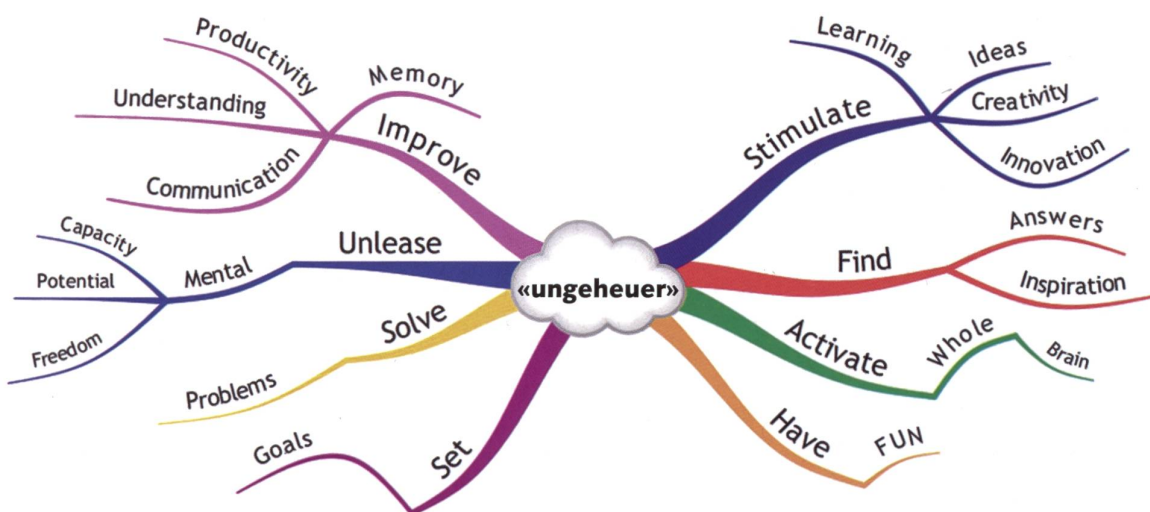 Productivity
Understanding
Communication
Memory
Improve
Capacity
Potential
Freedom
Mental
Unlease
Problems
Solve
Goals
Set
«ungeheuer»
Stimulate
Learning
Ideas
Creativity
Innovation
Find
Answers
Inspiration
Activate
Whole
Brain
Have
FUN